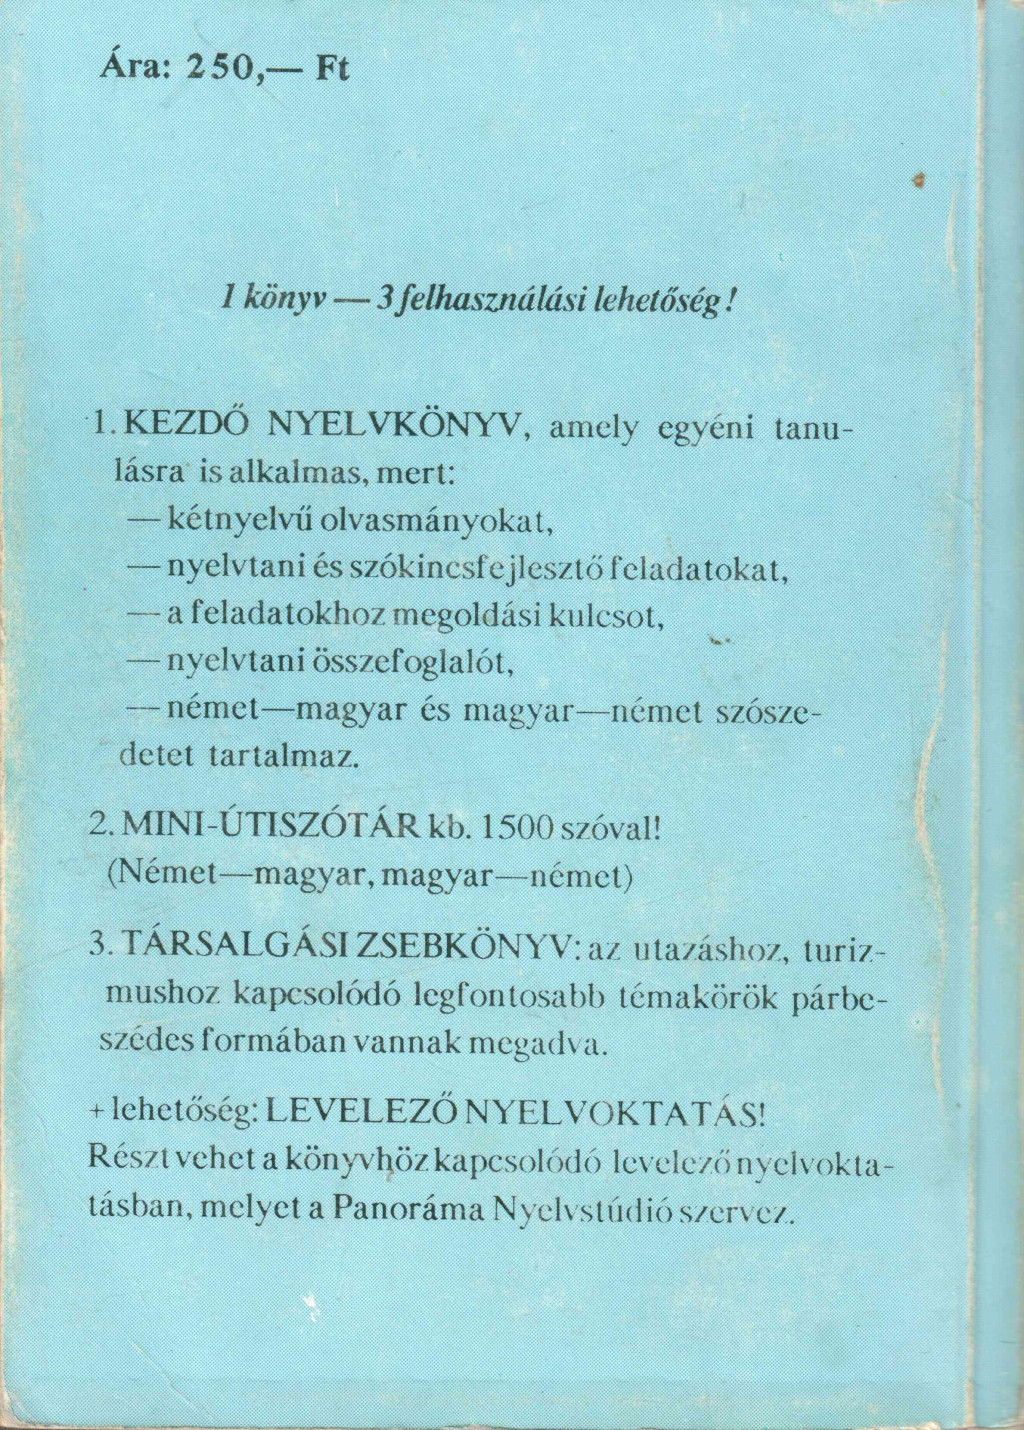 Ára: 250,— Ft
1 könyv — 3 felhasználási lehetőség!
1. KEZDŐ NYELVKÖNYV, amely egyéni tanu-
lásra is alkalmas, mert:
— kétnyelvű olvasmányokat,
— nyelvtani és szókincsfejlesztő feladatokat,
— a feladatokhoz megoldási kulcsot,
— nyelvtani összefoglalót,
— német—magyar és magyar—német szósze-
detet tartalmaz.
2. MINI-ÚTISZÓTÁR kb. 1500 szóval!
(Német—magyar, magyar—német)
3. TÁRSALGÁSI ZSEBKÖNYV: az utazáshoz, turiz-
mushoz kapcsolódó legfontosabb témakörök párbe-
szédes formában vannak megadva.
+ lehetőség: LEVELEZŐ NYELVOKTATÁS!
Részt vehet a könyvhöz kapcsolódó levelező nyelvokta-
tásban, melyet a Panoráma Nyelvstúdió szervez.